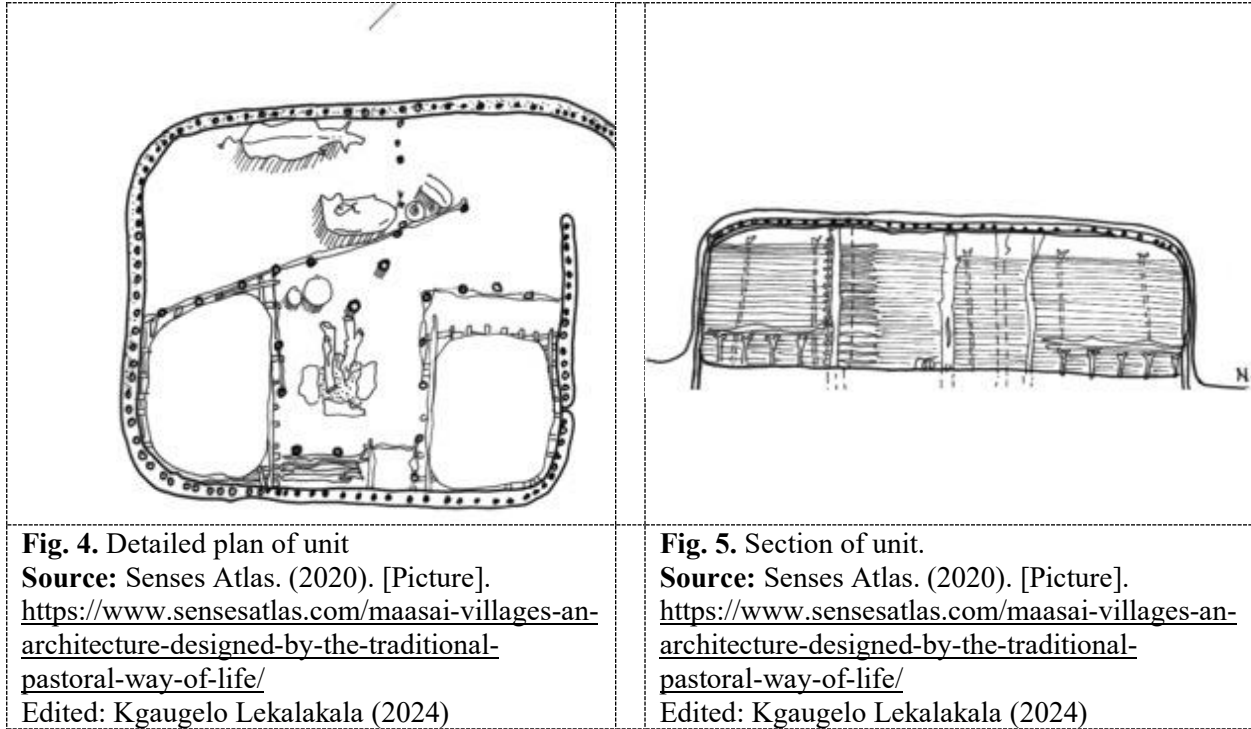 N
Fig. 4. Detailed plan of unit
Source: Senses Atlas. (2020). [Picture].
https://www.sensesatlas.com/maasai-villages-an-
architecture-designed-by-the-traditional-
pastoral-way-of-life/
Edited: Kgaugelo Lekalakala (2024)
Fig. 5. Section of unit.
Source: Senses Atlas. (2020). [Picture].
https://www.sensesatlas.com/maasai-villages-an-
architecture-designed-by-the-traditional-
pastoral-way-of-life/
Edited: Kgaugelo Lekalakala (2024)